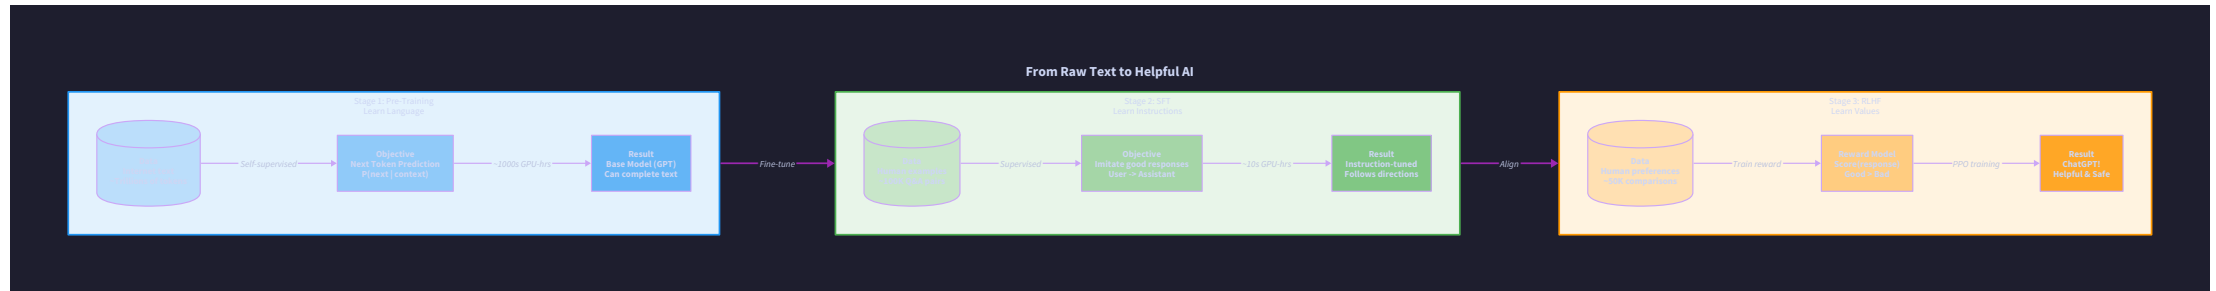 From Raw Text to Helpful AI
Stage 1: Pre-Training
Learn Language
Self-supervised
Objective
Next Token Prediction
P(next | context)
~1000s GPU-hrs
Result
Base Model (GPT)
Can complete text
Fine-tune
Stage 2: SFT
Learn Instructions
Supervised
Objective
Imitate good responses
User -> Assistant
~10s GPU-hrs
Result
Instruction-tuned
Follows directions
Align
Stage 3: RLHF
Learn Values
Data
Human preferences
~50K comparisons
Train reward
PPO training
Result
ChatGPT!
Helpful & Safe